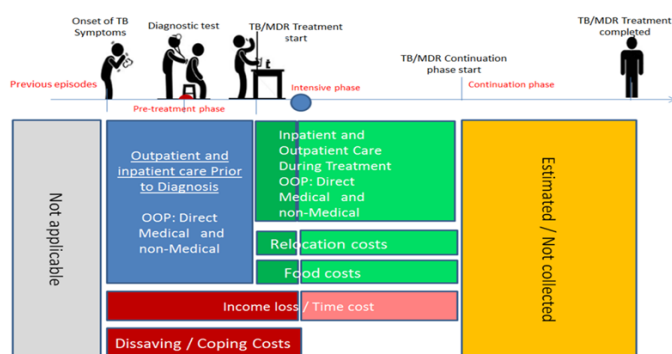 Onset of TB
Symptoms
Diagnostic test
TB/MDR Treatment
start
TB/MDR Treatment
completed
TB/MDR Continuation
phase start
Previous episodes
Pre-treatment phase
Intensive phase
Continuation phase
Not applicable
Outpatient and
inpatient care Prior
to Diagnosis
OOP: Direct
Medical and
non-Medical
Inpatient and
Outpatient Care
During Treatment
OOP: Direct
Medical and
non-Medical
Relocation costs
Food costs
Income loss / Time cost
Dissaving / Coping Costs
Estimated / Not collected